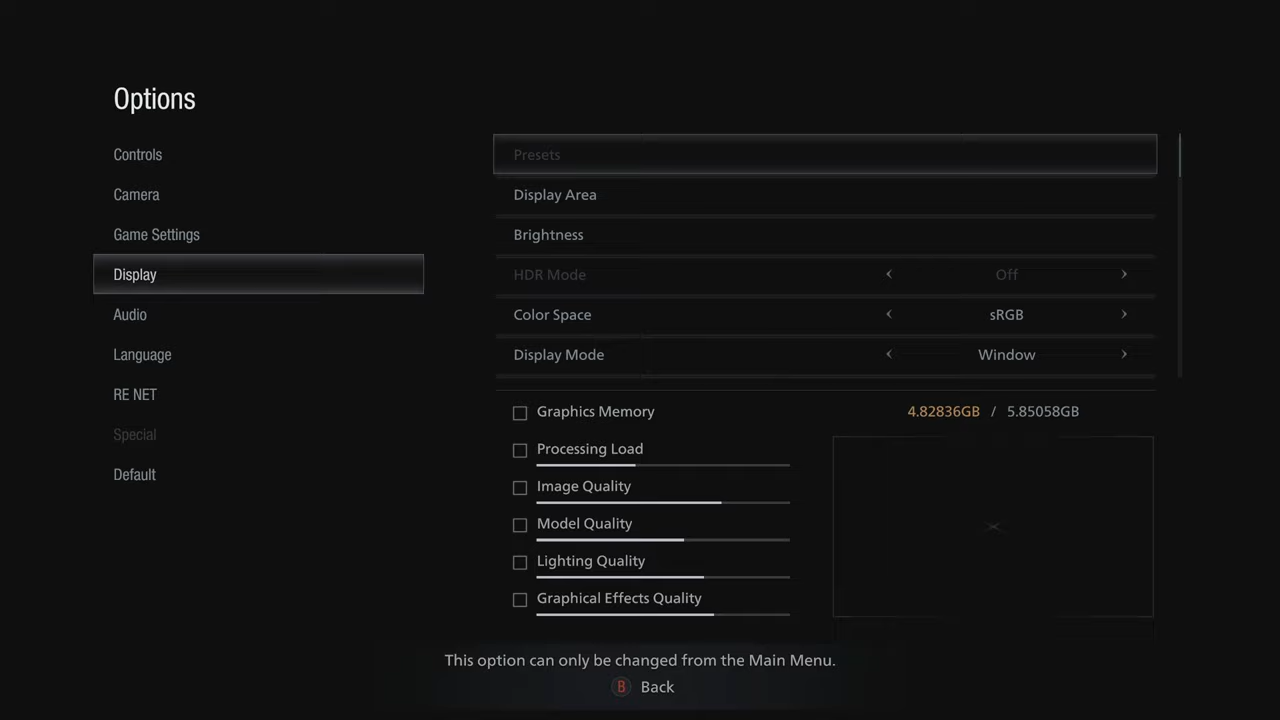 Options
Controls
Camera
Game Settings
Display
Audio
Language
RE NET
Special
Default
Presets
Display Area
Brightness
HDR Mode Off
Color Space sRGB
Display Mode Window
Graphics Memory 4.82836GB / 5.85058GB
Processing Load
Image Quality
Model Quality
Lighting Quality
Graphical Effects Quality
This option can only be changed from the Main Menu.
B Back